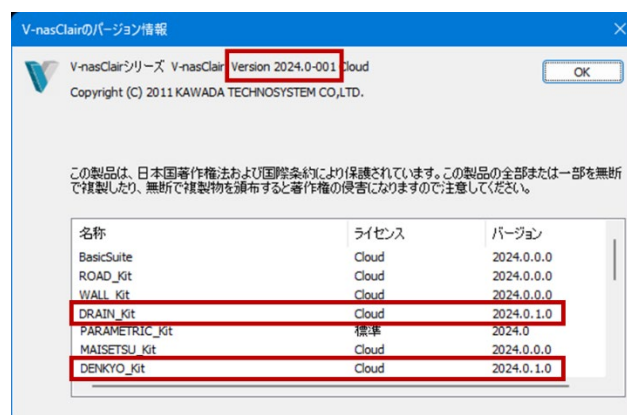 V-nasClairのバージョン情報
V-nasClairシリーズ V-nasClair Version 2024.0-001 Cloud
OK
Copyright (C) 2011 KAWADA TECHNOSYSTEM CO,LTD.
この製品は、日本国著作権法および国際条約により保護されています。この製品の全部または一部を無断
で複製したり、無断で複製物を頒布すると著作権の侵害になりますので注意してください。
名称 ライセンス バージョン
BasicSuite Cloud 2024.0.0.0
ROAD_Kit Cloud 2024.0.0.0
WALL_Kit Cloud 2024.0.0.0
DRAIN_Kit Cloud 2024.0.1.0
PARAMETRIC_Kit 標準 2024.0
MAISETSU_Kit Cloud 2024.0.0.0
DENKYO_Kit Cloud 2024.0.1.0